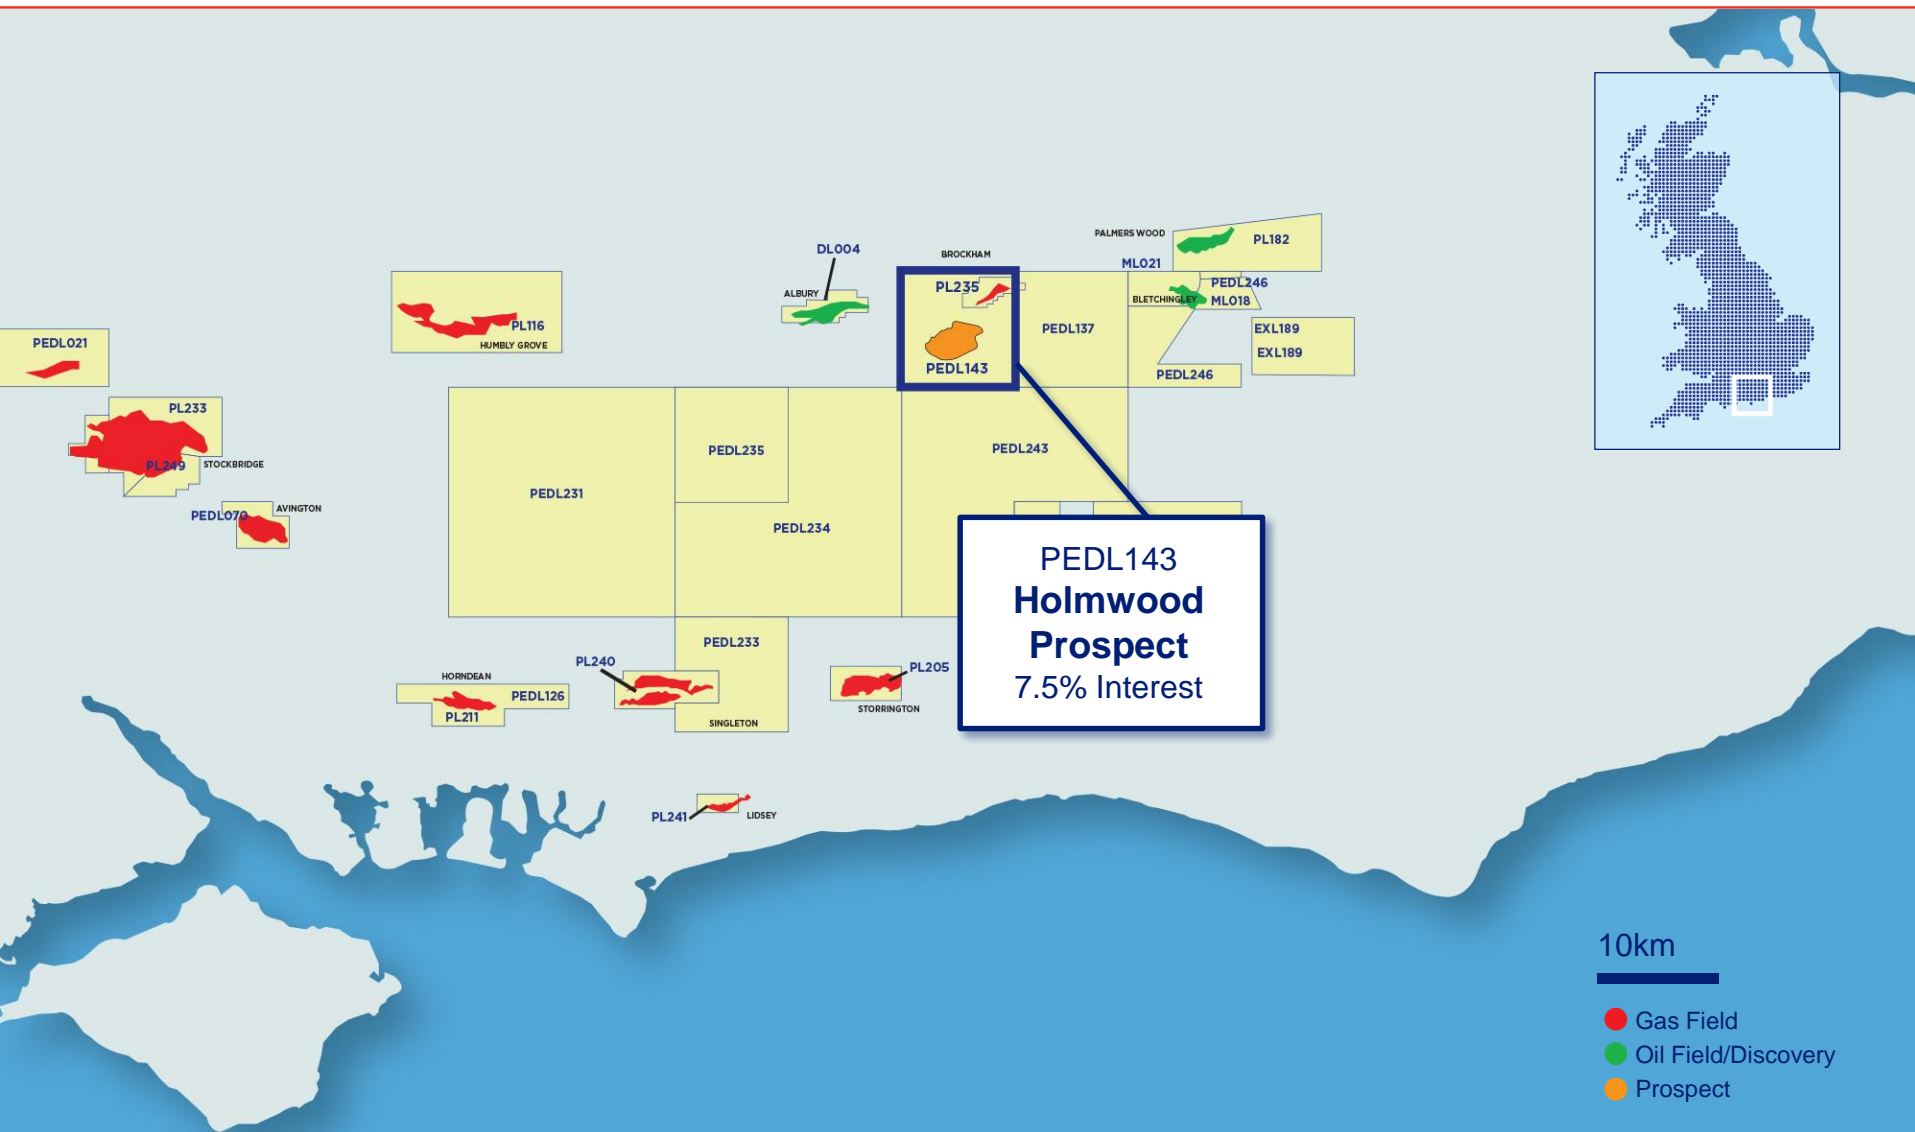 PALMERS WOOD
PL182
DL004
BROCKHAM
ML021
PL235
PEDL246
ALBURY
BLETCHINGLEY
ML018
PL116
PEDL137
EXL189
HUMBLY GROVE
PEDL021
EXL189
PEDL143
PEDL246
PL233
PEDL235
PEDL243
PL249
STOCKBRIDGE
PEDL231
PEDL070
AVINGTON
PEDL234
PEDL143
Holmwood
Prospect
7.5% Interest
PEDL233
PL240
PL205
HORNDEAN
PEDL126
STORRINGTON
PL211
SINGLETON
PL241
LIDSEY
10km
Gas Field
Oil Field/Discovery
Prospect